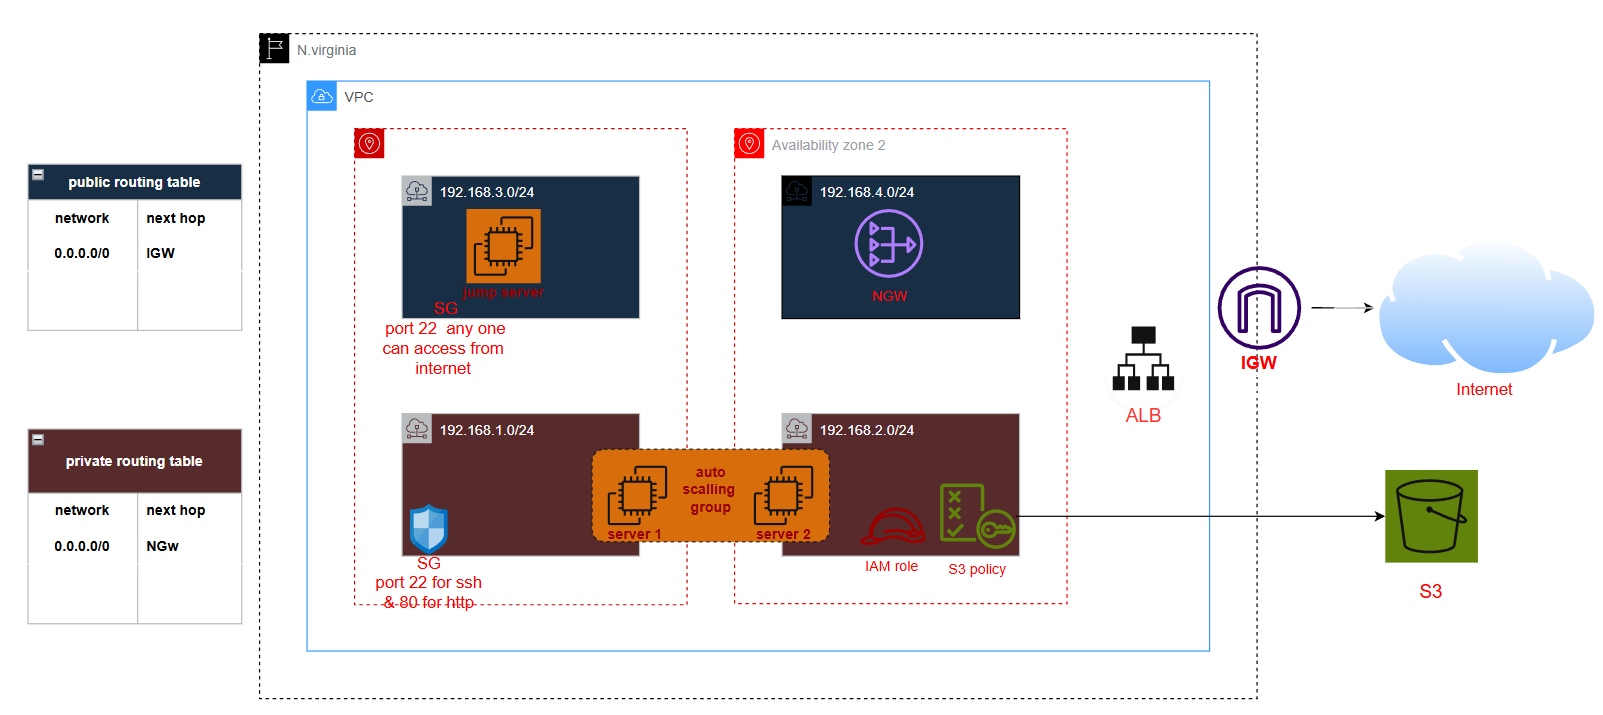 N.virginia
VPC
public routing table
network next hop
0.0.0.0/0 IGW
private routing table
network next hop
0.0.0.0/0 NGw
192.168.3.0/24
jump server
SG
port 22 any one
can access from
internet
Availability zone 2
192.168.4.0/24
NGW
192.168.1.0/24
SG
port 22 for ssh
& 80 for http
auto
scalling
group
server 1
server 2
192.168.2.0/24
IAM role
S3 policy
ALB
IGW
Internet
S3